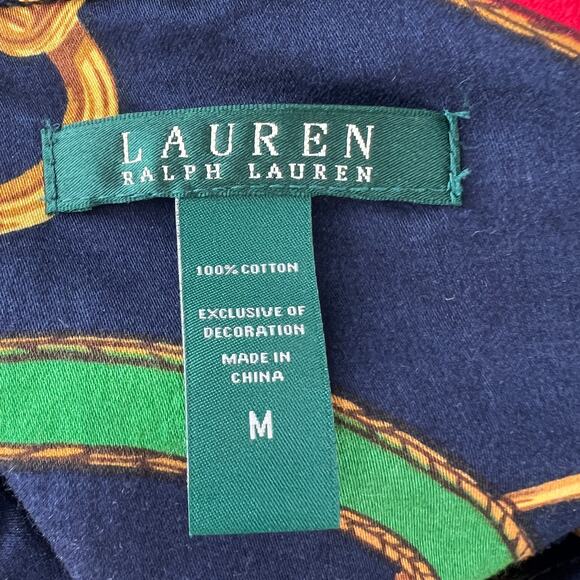 LAUREN
RALPH LAUREN
100% COTTON
EXCLUSIVE OF
DECORATION
MADE IN
CHINA
M